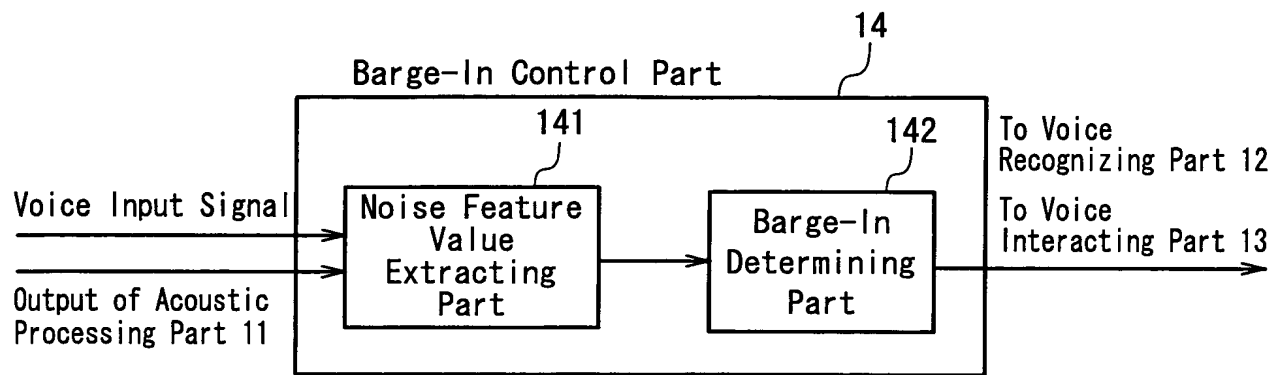 14
Barge-In Control Part
141
142
To Voice
Recognizing Part 12
Voice Input Signal
Noise Feature
Value
Extracting
Part
Barge-In
Determining
Part
To Voice
Interacting Part 13
Output of Acoustic
Processing Part 11